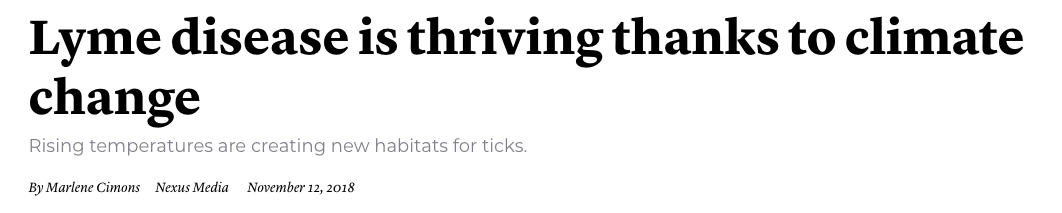 Lyme disease is thriving thanks to climate
change
Rising temperatures are creating new habitats for ticks.
By Marlene Cimons Nexus Media November 12, 2018